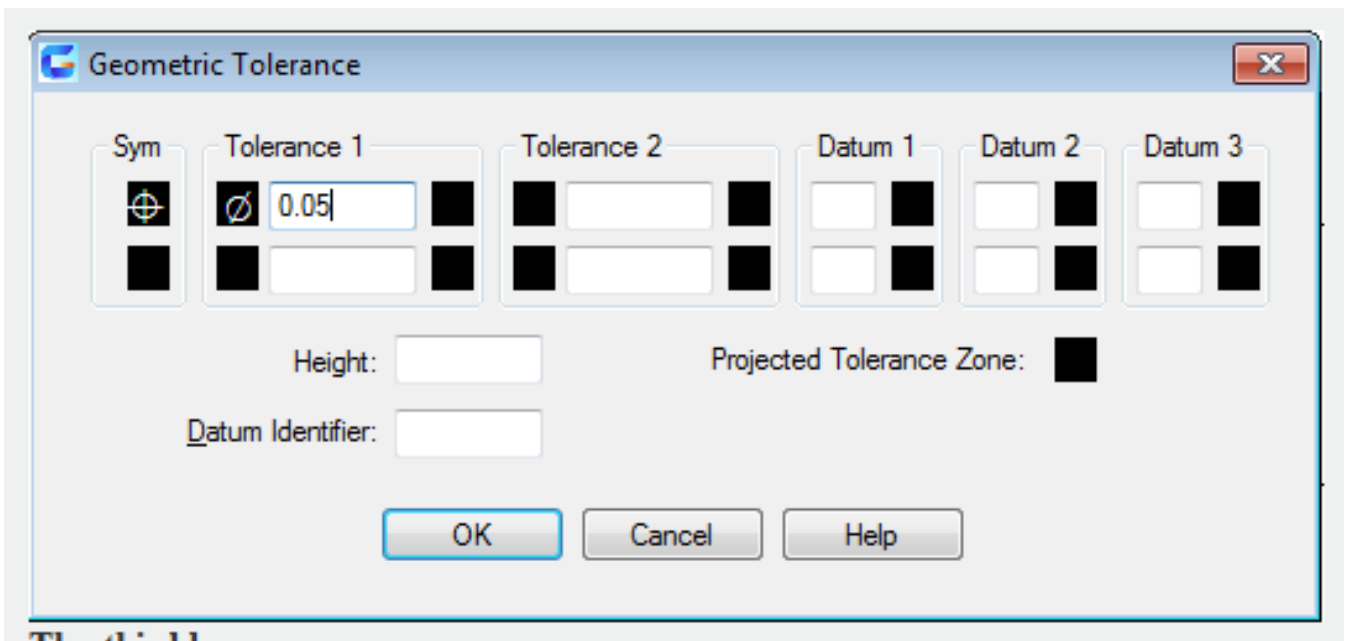 Geometric Tolerance
Sym Tolerance 1 Tolerance 2 Datum 1 Datum 2 Datum 3
Ø 0.05
Height:
Projected Tolerance Zone:
Datum Identifier:
OK Cancel Help